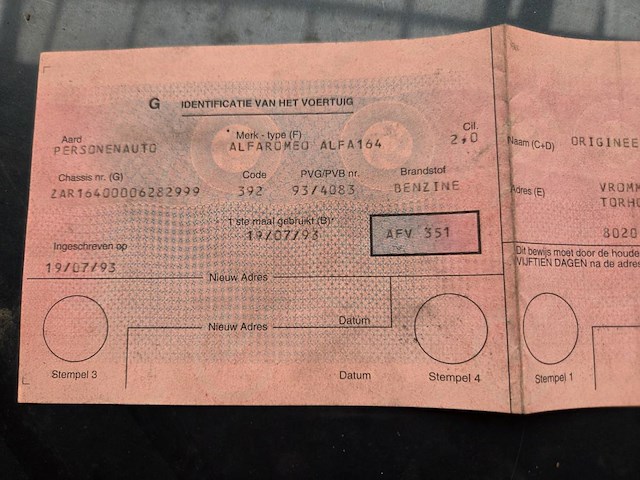 G IDENTIFICATIE VAN HET VOERTUIG
Aard Merk - type (F) Cil.
PERSONENAUTO ALFAROMEO ALFA164 2,0
Chassis nr. (G) Code PVG/PVB nr. Brandstof
ZAR16400006282999 392 93/4083 BENZINE
1 ste maal gebruikt (B)
19/07/93 AFV 351
Ingeschreven op
19/07/93
Nieuw Adres
Nieuw Adres Datum
Stempel 3 Datum Stempel 4
Naam (C+D) ORIGINEE
Adres (E) VROMM
TORHO
8020
Dit bewijs moet door de houde
VIJFTIEN DAGEN na de adres
Stempel 1